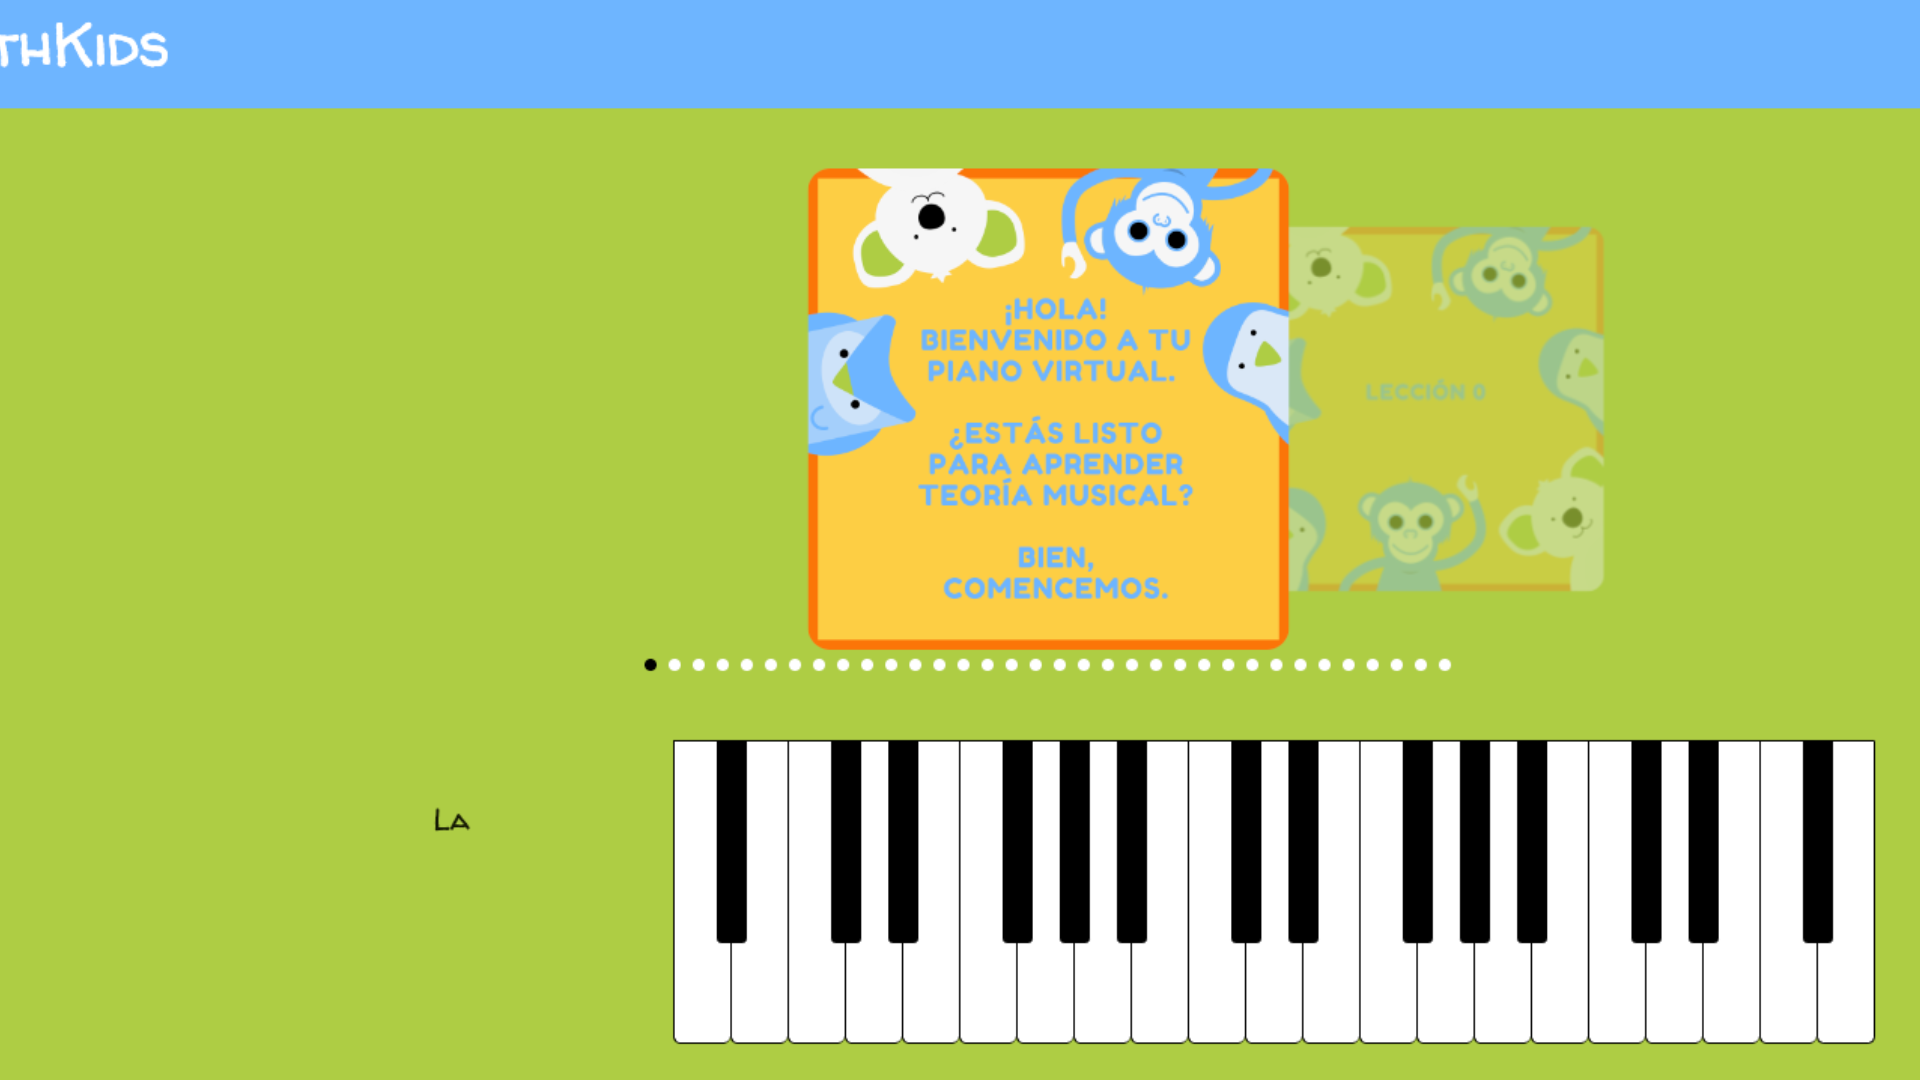 THKIDS
¡HOLA!
BIENVENIDO A TU
PIANO VIRTUAL.
¿ESTÁS LISTO
PARA APRENDER
TEORÍA MUSICAL?
BIEN,
COMENCEMOS.
LECCIÓN 0
LA